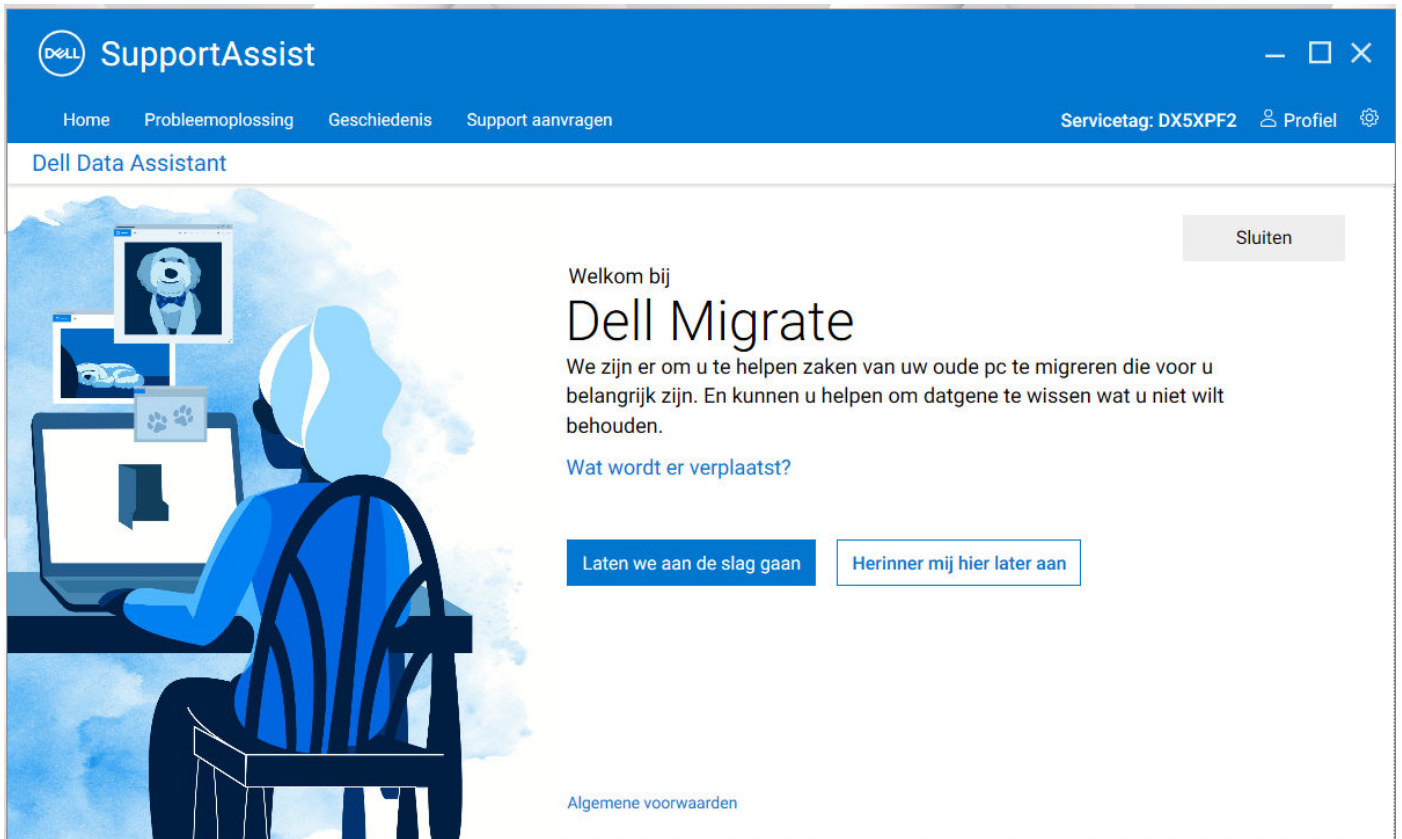 DELL SupportAssist
Home Probleemoplossing Geschiedenis Support aanvragen Servicetag: DX5XPF2 Profiel
Dell Data Assistant
Sluiten
Welkom bij
Dell Migrate
We zijn er om u te helpen zaken van uw oude pc te migreren die voor u
belangrijk zijn. En kunnen u helpen om datgene te wissen wat u niet wilt
behouden.
Wat wordt er verplaatst?
Laten we aan de slag gaan Herinner mij hier later aan
Algemene voorwaarden